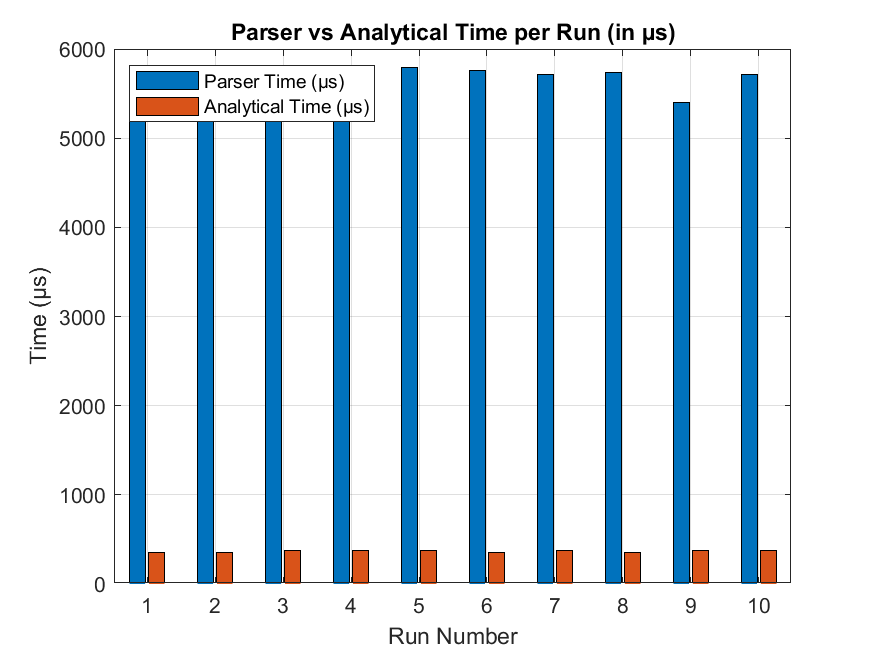 Parser vs Analytical Time per Run (in µs)
6000
Parser Time (µs)
Analytical Time (µs)
5000
4000
3000
2000
1000
0
Time (µs)
1 2 3 4 5 6 7 8 9 10
Run Number